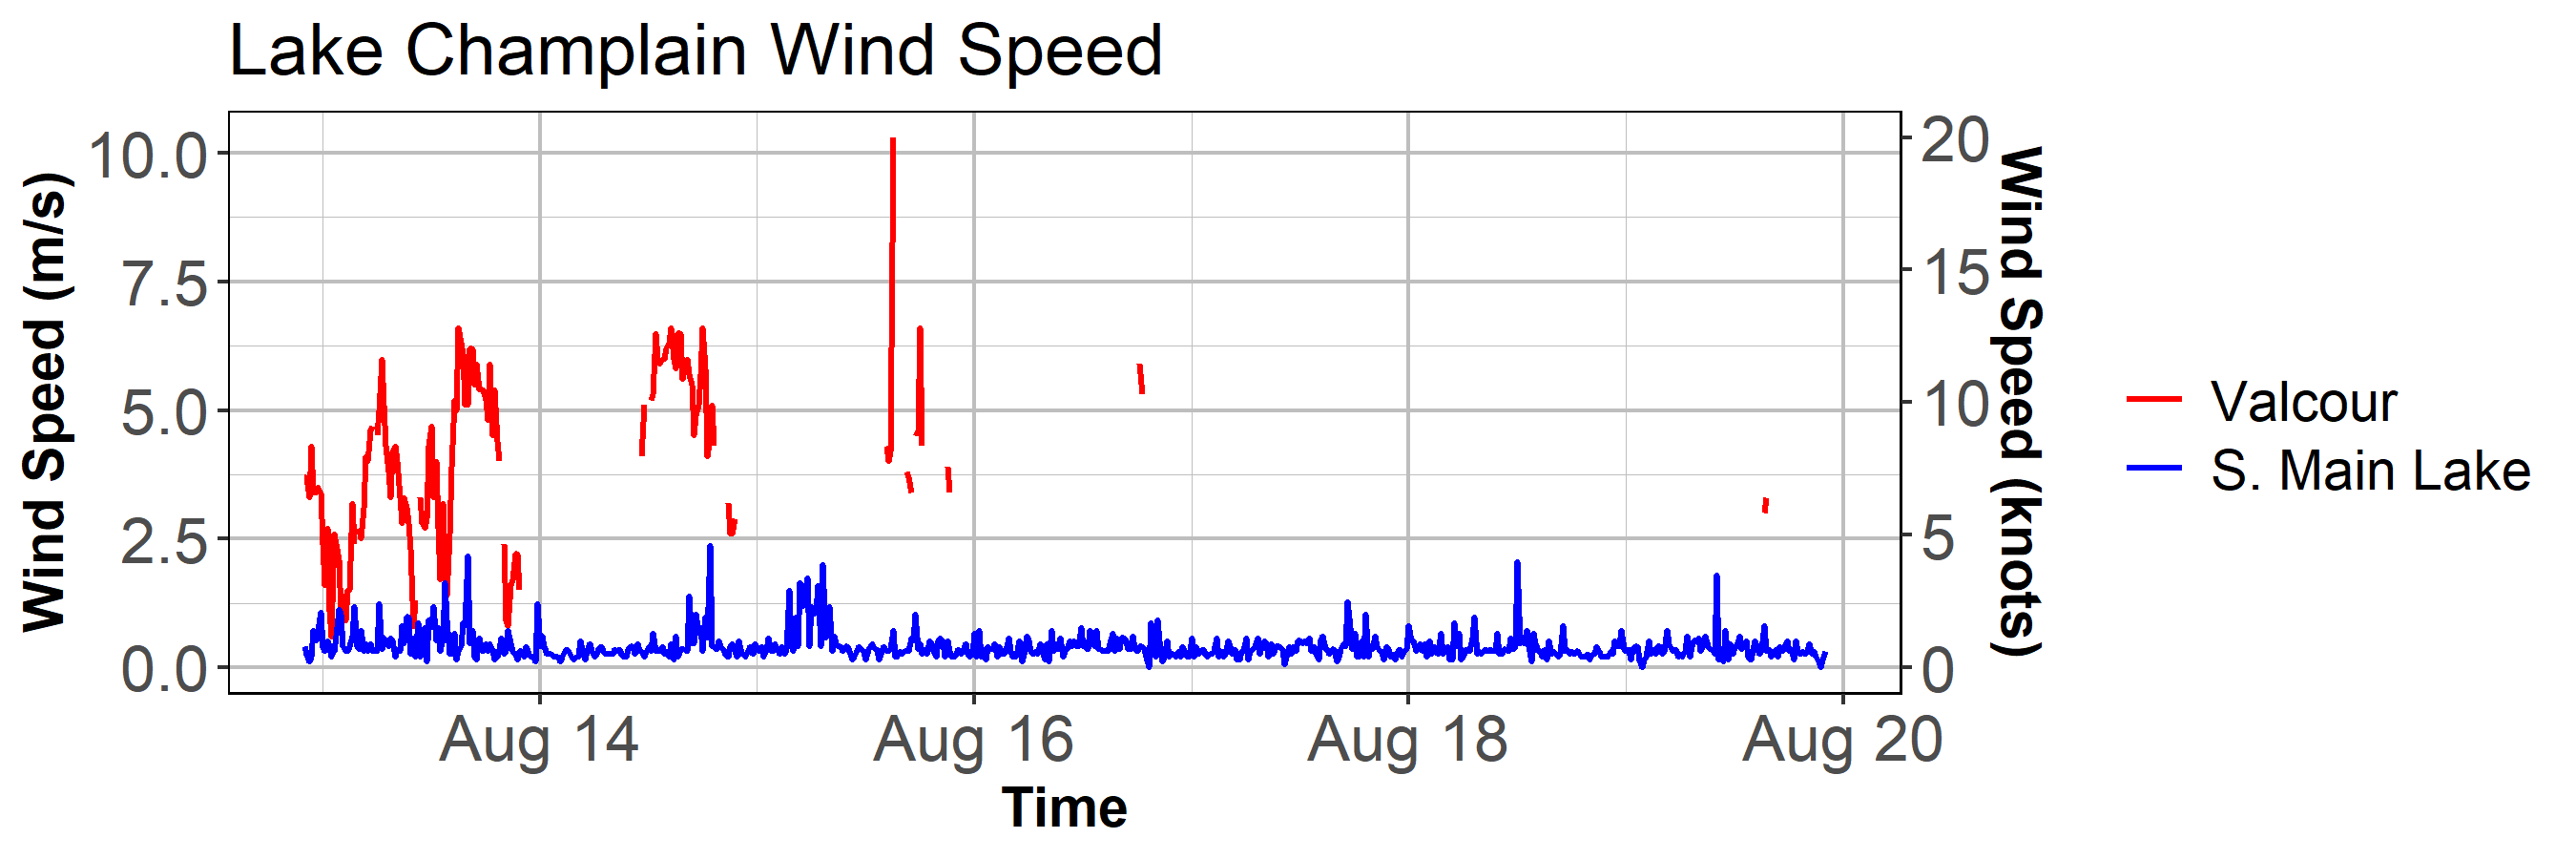 Lake Champlain Wind Speed
Wind Speed (m/s)
10.0
7.5
5.0
2.5
0.0
20
15
10
5
0
Wind Speed (knots)
Aug 14
Aug 16
Aug 18
Aug 20
Time
Valcour
S. Main Lake